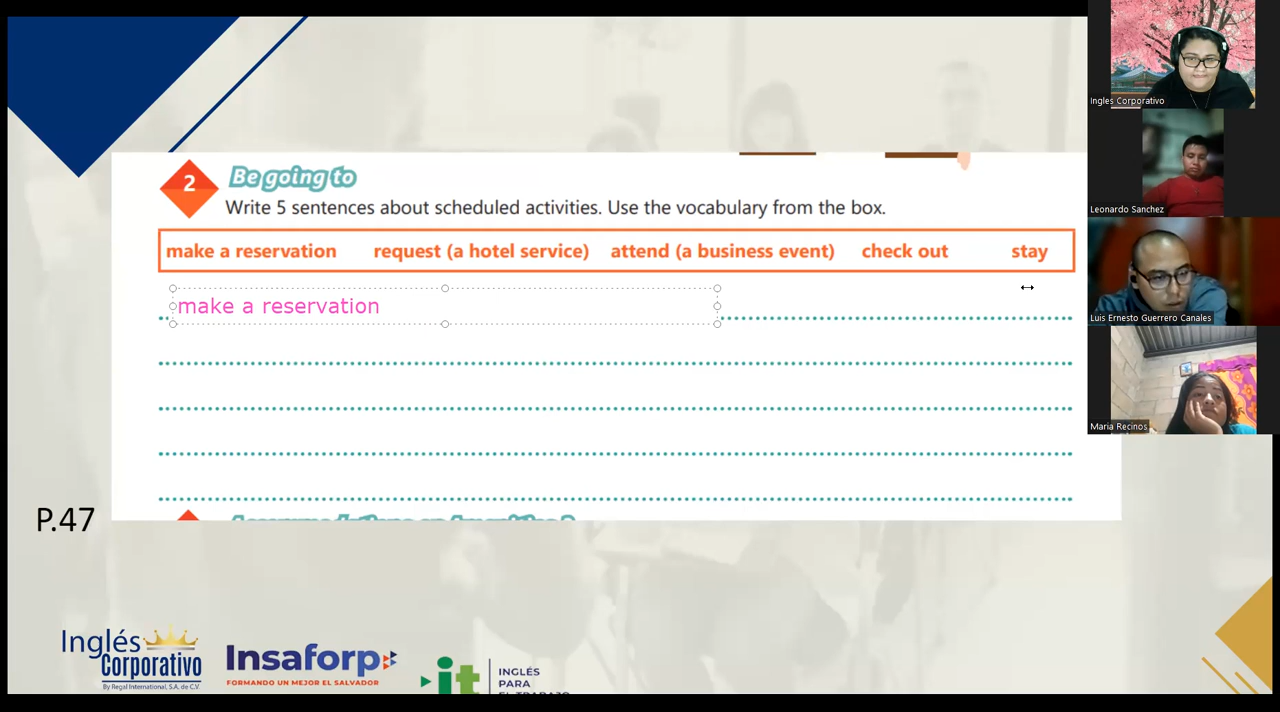 Ingles Corporativo
Leonardo Sanchez
2
Be going to
Write 5 sentences about scheduled activities. Use the vocabulary from the box.
make a reservation request (a hotel service) attend (a business event) check out stay
make a reservation
Luis Ernesto Guerrero Canales
Maria Recinos
P.47
Inglés
Corporativo
By Regal International, S.A. de C.V.
Insaforp
FORMANDO UN MEJOR EL SALVADOR
it
INGLÉS
PARA